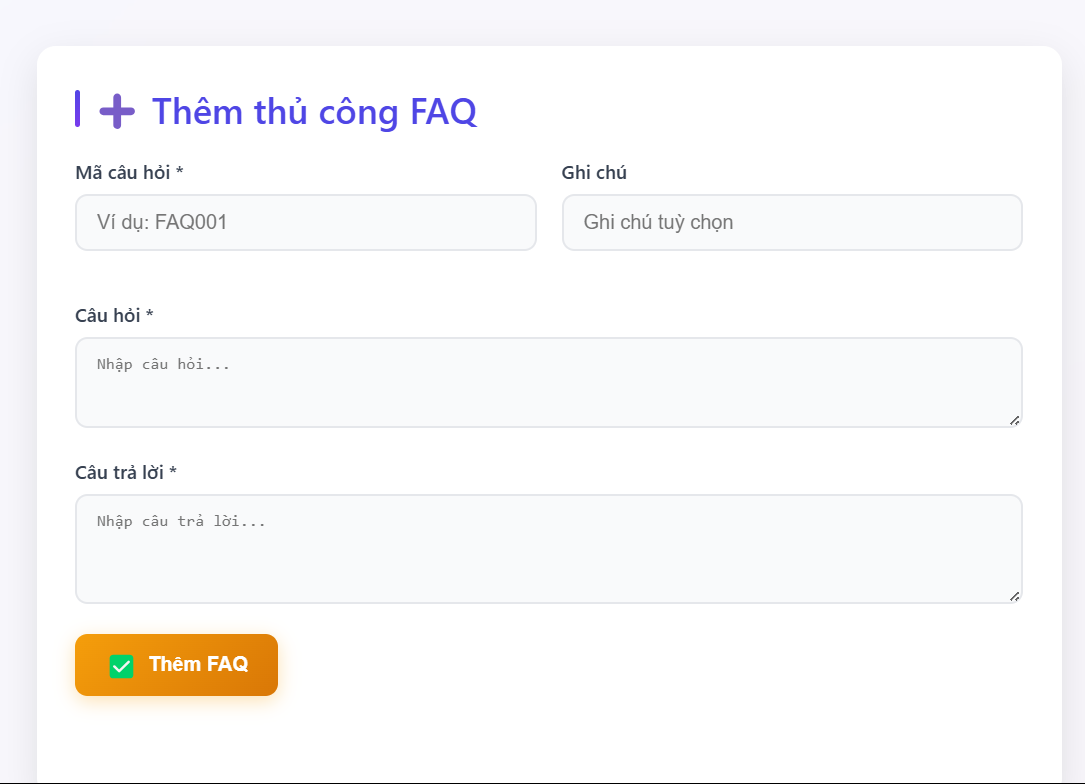 Thêm thủ công FAQ
Mã câu hỏi * Ghi chú
Ví dụ: FAQ001 Ghi chú tuỳ chọn
Câu hỏi *
Nhập câu hỏi...
Câu trả lời *
Nhập câu trả lời...
Thêm FAQ